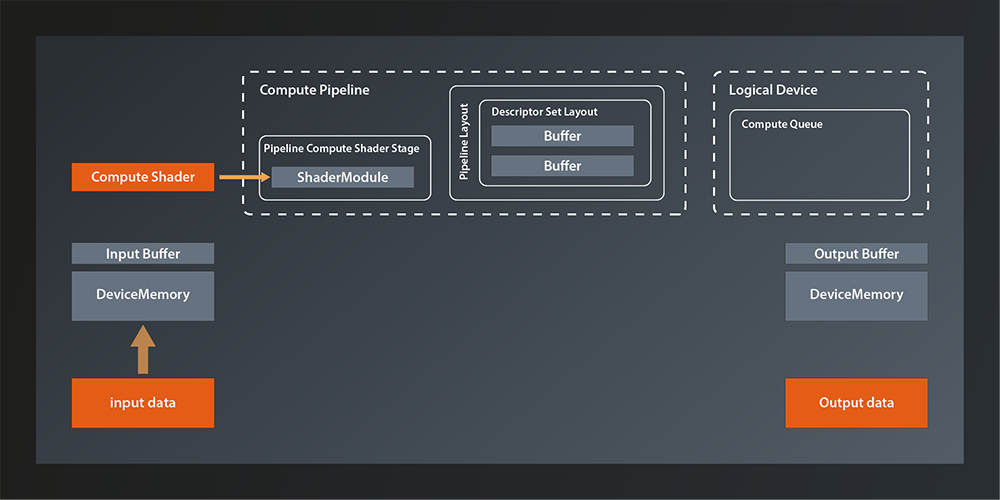 Compute Pipeline
Logical Device
Pipeline Layout
Descriptor Set Layout
Buffer
Buffer
Compute Queue
Pipeline Compute Shader Stage
Compute Shader
ShaderModule
Input Buffer
DeviceMemory
Output Buffer
DeviceMemory
input data
Output data